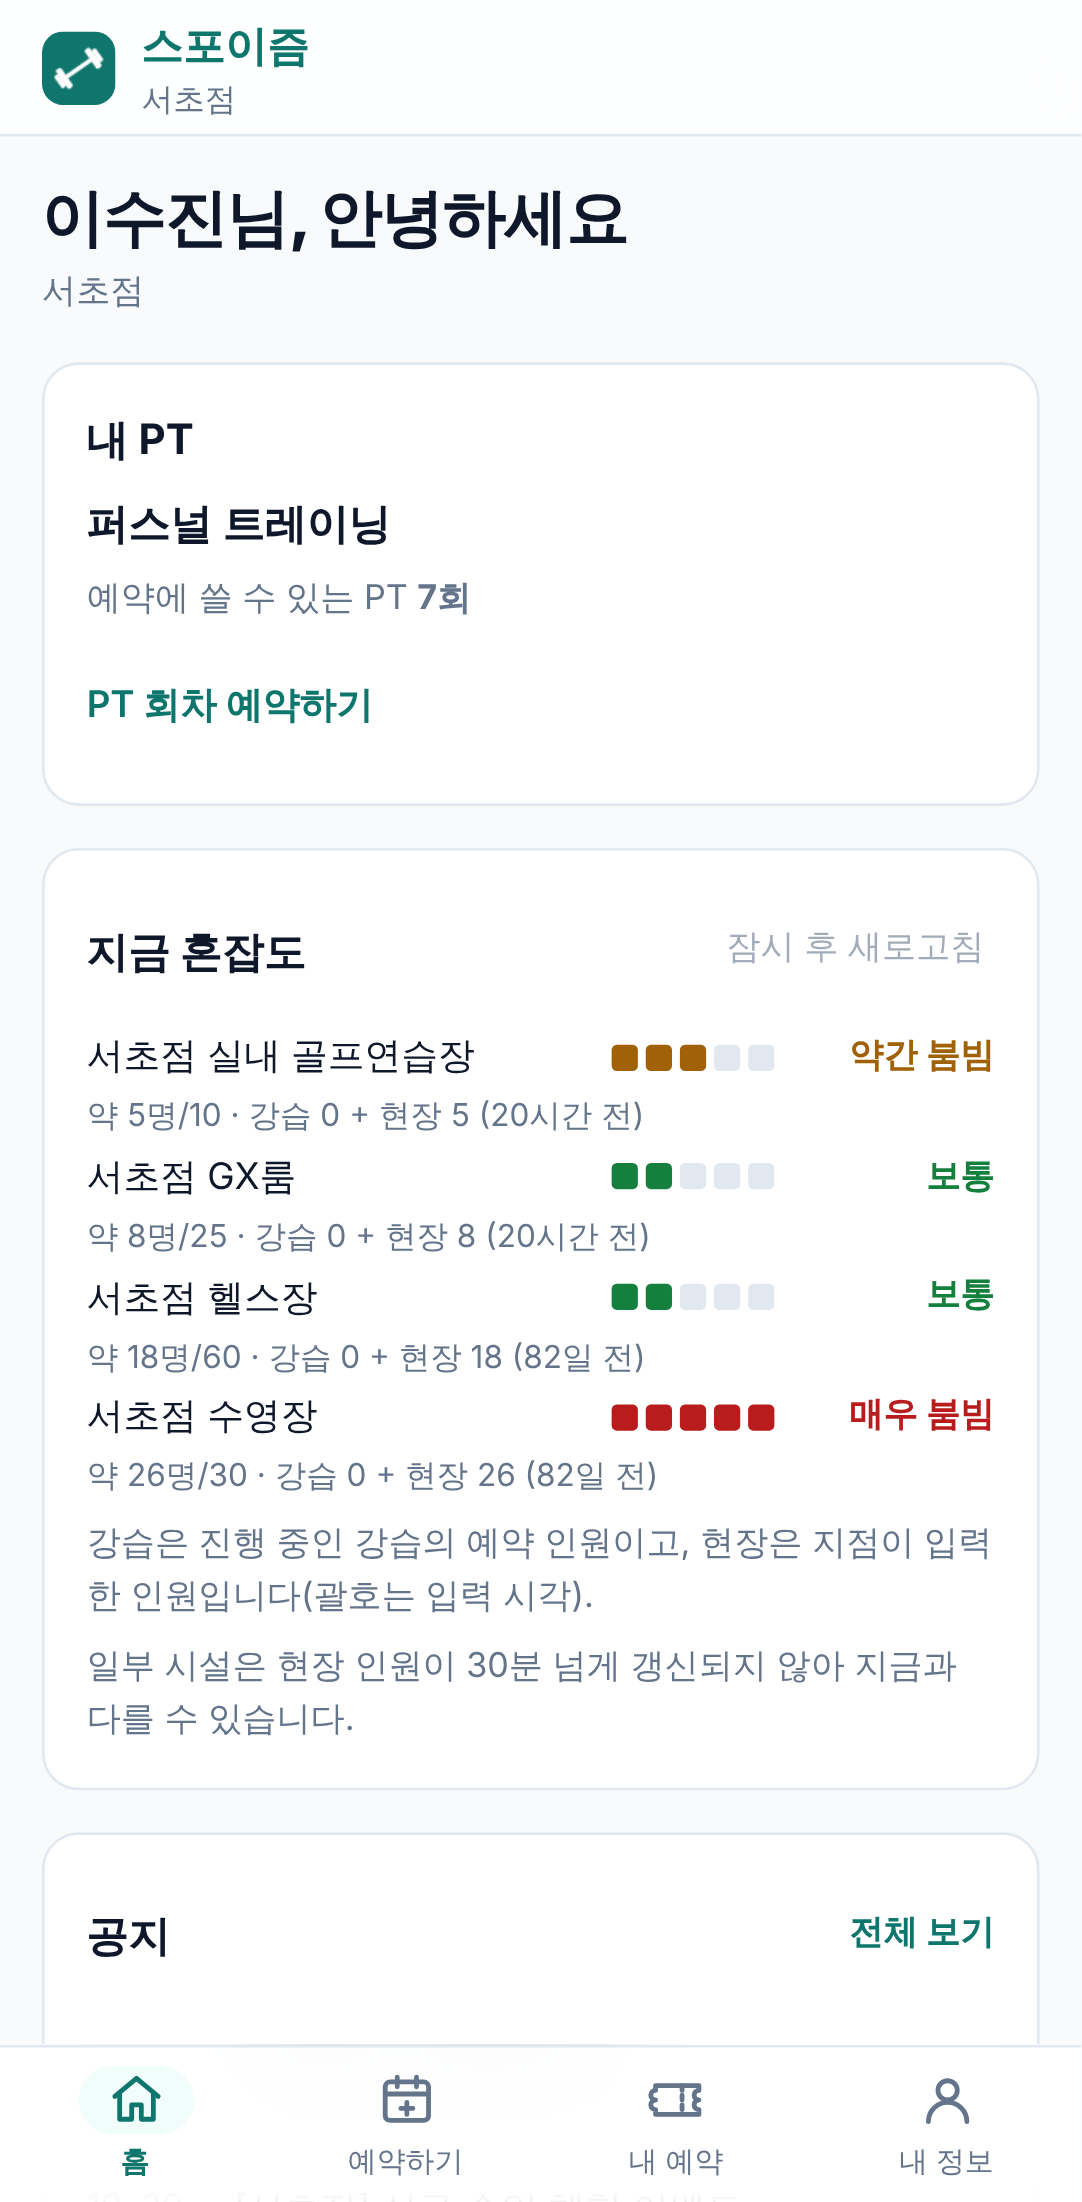 스포이즘
서초점
이수진님, 안녕하세요
서초점
내 PT
퍼스널 트레이닝
예약에 쓸 수 있는 PT 7회
PT 회차 예약하기
지금 혼잡도
잠시 후 새로고침
서초점 실내 골프연습장
약간 붐빔
약 5명/10 · 강습 0 + 현장 5 (20시간 전)
서초점 GX룸
보통
약 8명/25 · 강습 0 + 현장 8 (20시간 전)
서초점 헬스장
보통
약 18명/60 · 강습 0 + 현장 18 (82일 전)
서초점 수영장
매우 붐빔
약 26명/30 · 강습 0 + 현장 26 (82일 전)
강습은 진행 중인 강습의 예약 인원이고, 현장은 지점이 입력
한 인원입니다(괄호는 입력 시각).
일부 시설은 현장 인원이 30분 넘게 갱신되지 않아 지금과
다를 수 있습니다.
공지
전체 보기
홈
예약하기
내 예약
내 정보